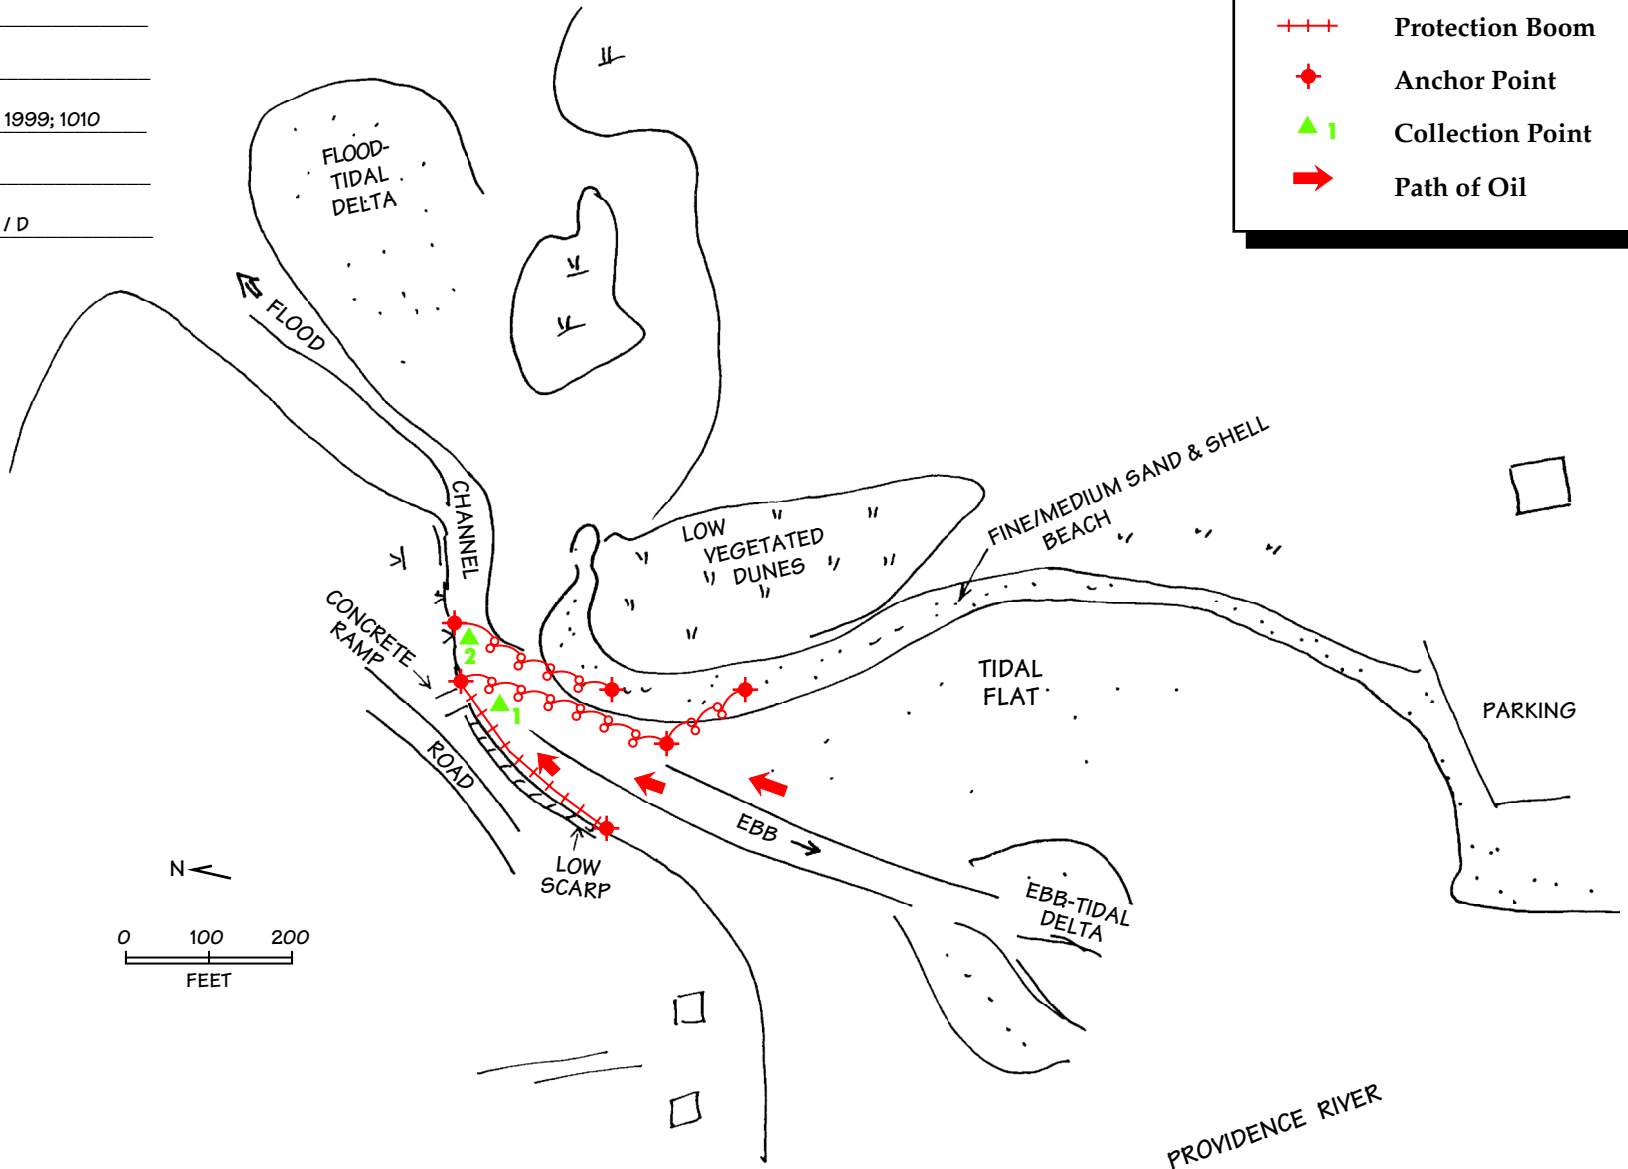 1999; 1010
/ D
Protection Boom
Anchor Point
1 Collection Point
Path of Oil
FLOOD-
TIDAL
DELTA
FLOOD
CHANNEL
LOW
VEGETATED
DUNES
FINE/MEDIUM SAND & SHELL
BEACH
CONCRETE
RAMP
2
1
TIDAL
FLAT
PARKING
ROAD
EBB
LOW
SCARP
EBB-TIDAL
DELTA
N
0 100 200
FEET
PROVIDENCE RIVER